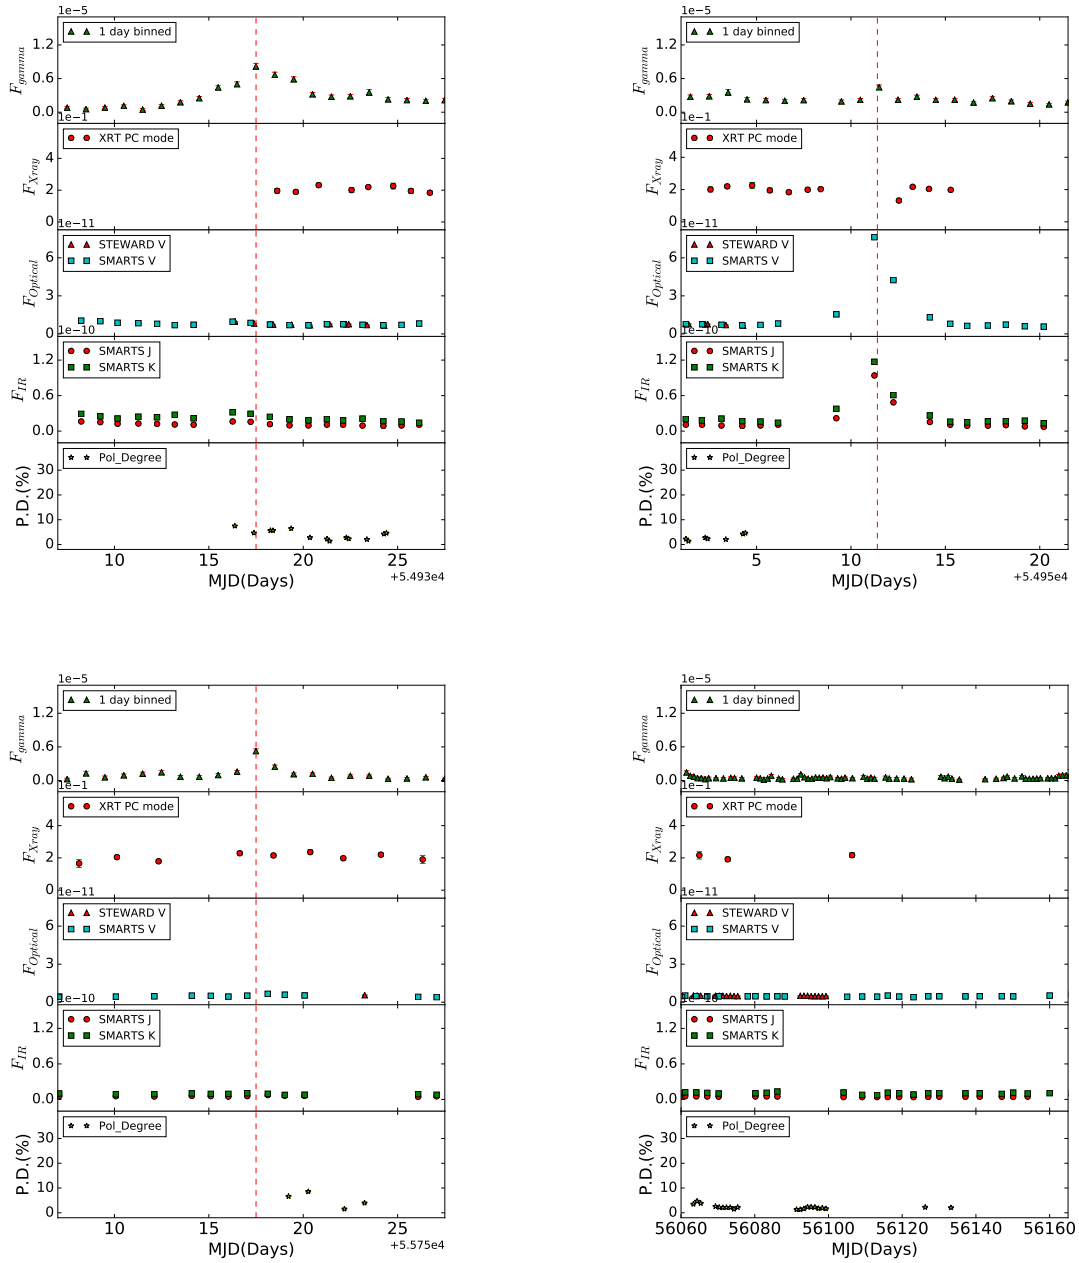 1e−5
1 day binned
F_gamma
1.2
0.6
0.0
1e−1
XRT PC mode
F_Xray
4
2
0
1e−11
STEWARD V
SMARTS V
F_Optical
6
3
0
1e−10
SMARTS J
SMARTS K
F_IR
1.2
0.6
0.0
Pol_Degree
P.D.(%)
30
20
10
0
10 15 20 25
MJD(Days)
+5.493e4
1e−5
1 day binned
F_gamma
1.2
0.6
0.0
1e−1
XRT PC mode
F_Xray
4
2
0
1e−11
STEWARD V
SMARTS V
F_Optical
6
3
0
1e−10
SMARTS J
SMARTS K
F_IR
1.2
0.6
0.0
Pol_Degree
P.D.(%)
30
20
10
0
5 10 15 20
MJD(Days)
+5.495e4
1e−5
1 day binned
F_gamma
1.2
0.6
0.0
1e−1
XRT PC mode
F_Xray
4
2
0
1e−11
STEWARD V
SMARTS V
F_Optical
6
3
0
1e−10
SMARTS J
SMARTS K
F_IR
1.2
0.6
0.0
Pol_Degree
P.D.(%)
30
20
10
0
10 15 20 25
MJD(Days)
+5.575e4
1e−5
1 day binned
F_gamma
1.2
0.6
0.0
1e−1
XRT PC mode
F_Xray
4
2
0
1e−11
STEWARD V
SMARTS V
F_Optical
6
3
0
1e−10
SMARTS J
SMARTS K
F_IR
1.2
0.6
0.0
Pol_Degree
P.D.(%)
30
20
10
0
56060 56080 56100 56120 56140 56160
MJD(Days)